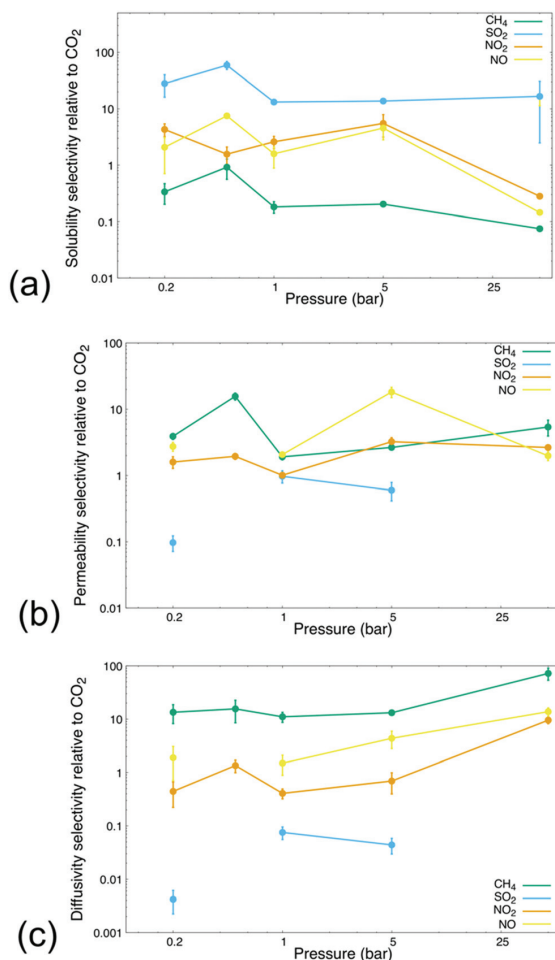 CH4
SO2
NO2
NO
100
10
1
0.1
0.01
Solubility selectivity relative to CO2
0.2 1 5 25
Pressure (bar)
(a)
CH4
SO2
NO2
NO
100
10
1
0.1
0.01
Permeability selectivity relative to CO2
0.2 1 5 25
Pressure (bar)
(b)
100
10
1
0.1
0.01
0.001
Diffusivity selectivity relative to CO2
CH4
SO2
NO2
NO
0.2 1 5 25
Pressure (bar)
(c)